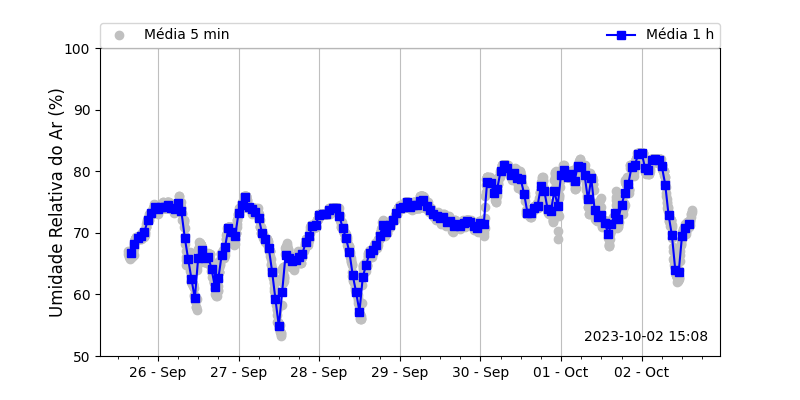 Média 5 min
Média 1 h
100
90
80
70
60
50
Umidade Relativa do Ar (%)
2023-10-02 15:08
26 - Sep
27 - Sep
28 - Sep
29 - Sep
30 - Sep
01 - Oct
02 - Oct